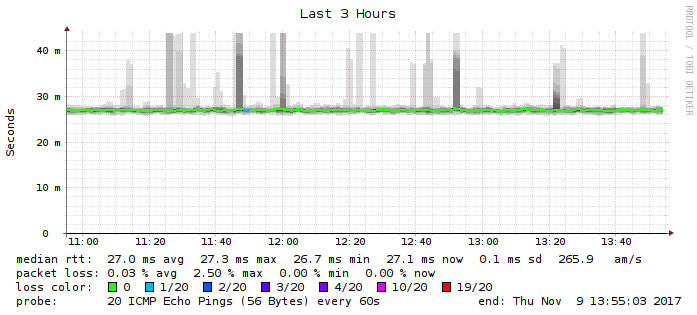 Last 3 Hours
RRDTOOL / TOBI OETIKER
Seconds
40 m
30 m
20 m
10 m
0
11:00 11:20 11:40 12:00 12:20 12:40 13:00 13:20 13:40
median rtt: 27.0 ms avg 27.3 ms max 26.7 ms min 27.1 ms now 0.1 ms sd 265.9 am/s
packet loss: 0.03 % avg 2.50 % max 0.00 % min 0.00 % now
loss color: 0 1/20 2/20 3/20 4/20 10/20 19/20
probe: 20 ICMP Echo Pings (56 Bytes) every 60s end: Thu Nov 9 13:55:03 2017